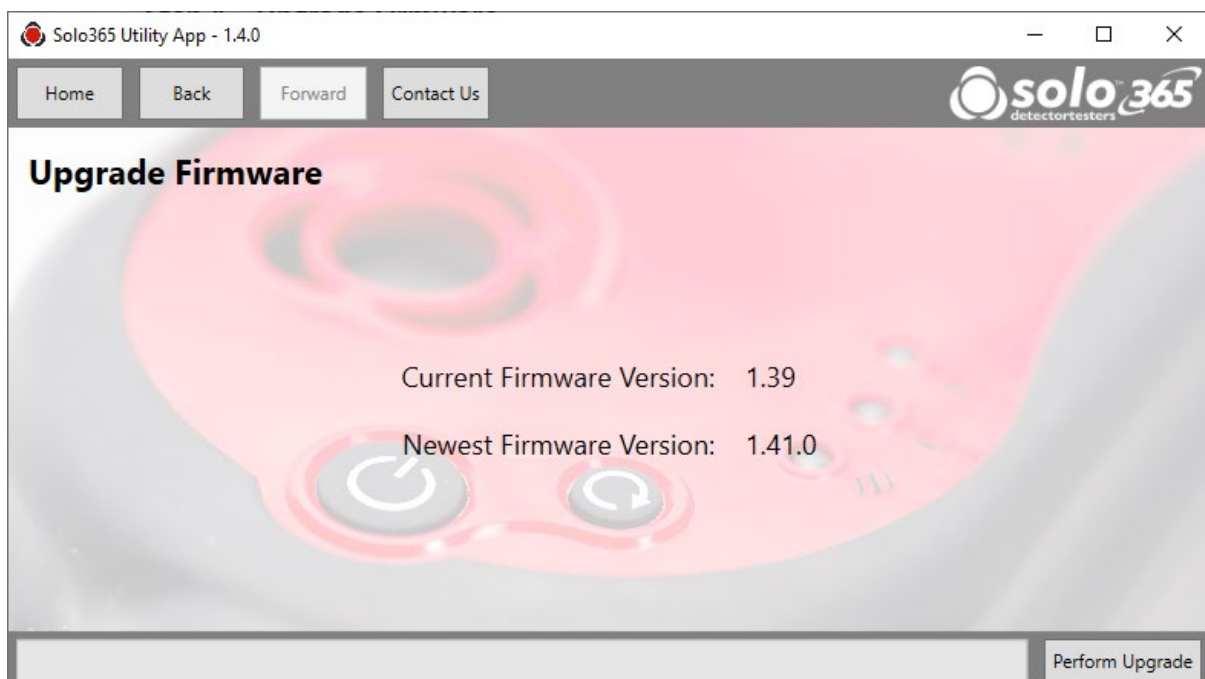 Solo365 Utility App - 1.4.0
Home Back Forward Contact Us
solo™ 365
detectortesters
Upgrade Firmware
Current Firmware Version: 1.39
Newest Firmware Version: 1.41.0
Perform Upgrade